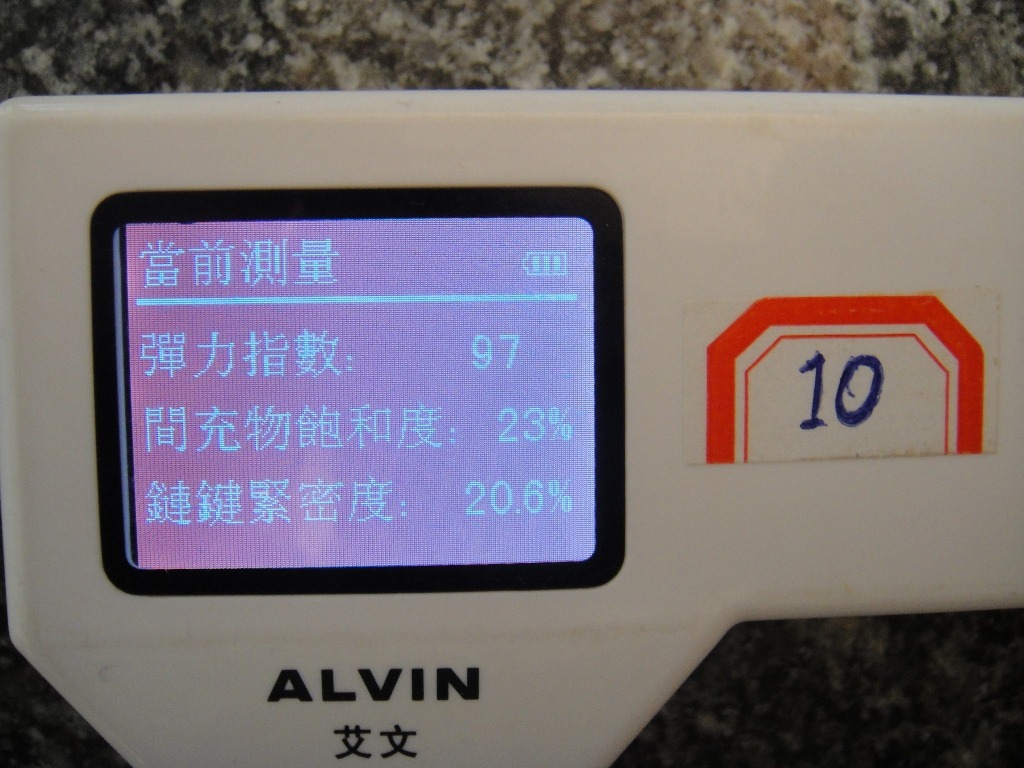 當前測量
彈力指數: 97
間充物飽和度: 23%
鏈鍵緊密度: 20.6%
10
ALVIN
艾文